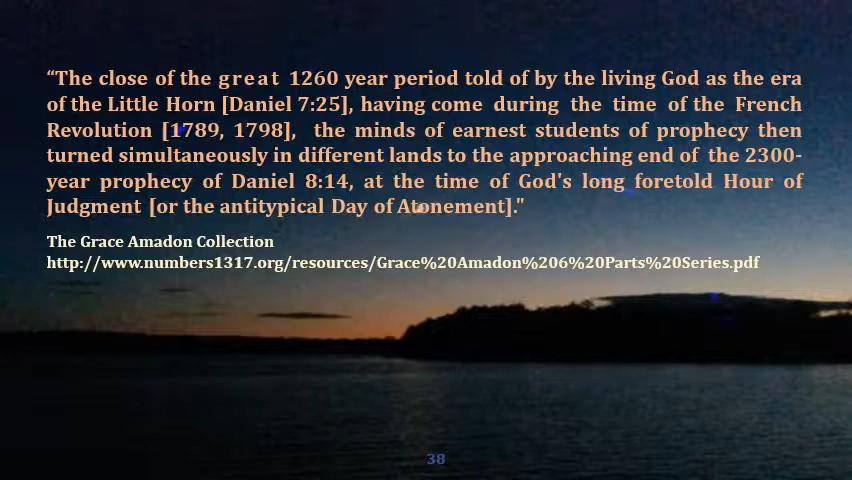 “The close of the great 1260 year period told of by the living God as the era
of the Little Horn [Daniel 7:25], having come during the time of the French
Revolution [1789, 1798], the minds of earnest students of prophecy then
turned simultaneously in different lands to the approaching end of the 2300-
year prophecy of Daniel 8:14, at the time of God's long foretold Hour of
Judgment [or the antitypical Day of Atonement]."
The Grace Amadon Collection
http://www.numbers1317.org/resources/Grace%20Amadon%206%20Parts%20Series.pdf
38